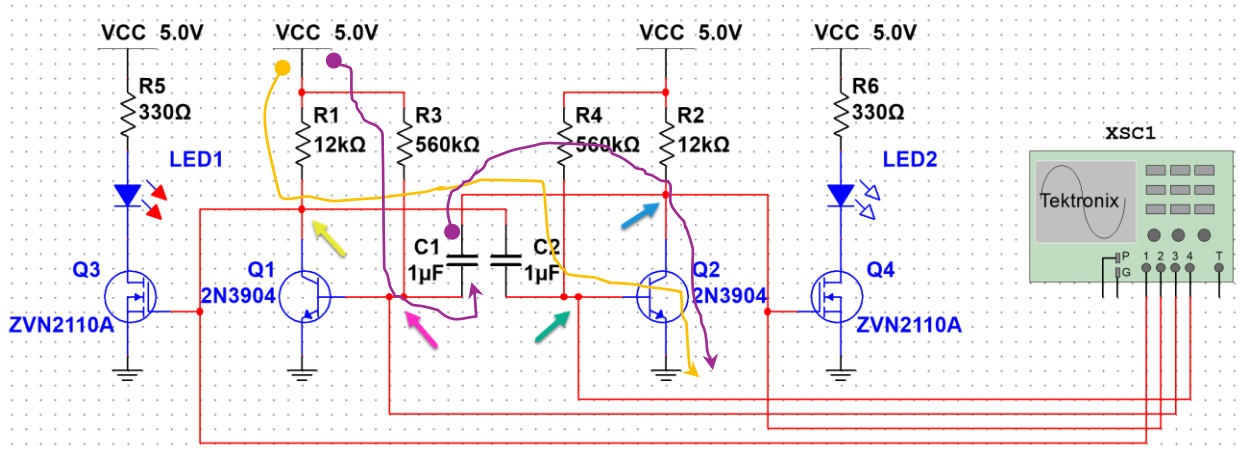 VCC 5.0V
VCC 5.0V
VCC 5.0V
VCC 5.0V
R5
330Ω
R1
12kΩ
R3
560kΩ
R4
560kΩ
R2
12kΩ
R6
330Ω
XSC1
LED1
LED2
Tektronix
C1
1µF
C2
1µF
Q3
ZVN2110A
Q1
2N3904
Q2
2N3904
Q4
ZVN2110A
P
G
1 2 3 4
T